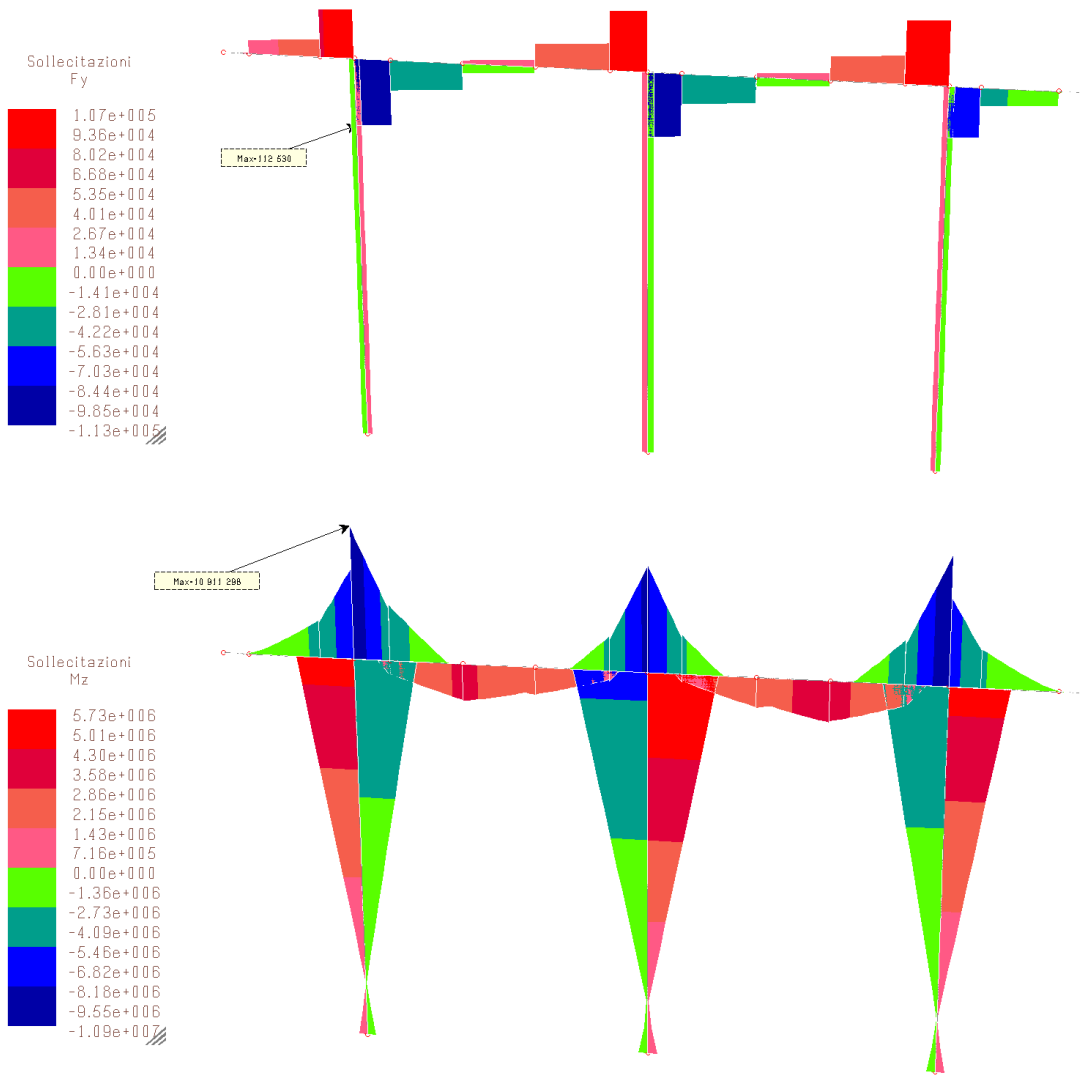 Sollecitazioni
Fy
1.07e+005
9.36e+004
8.02e+004
6.68e+004
5.35e+004
4.01e+004
2.67e+004
1.34e+004
0.00e+000
-1.41e+004
-2.81e+004
-4.22e+004
-5.63e+004
-7.03e+004
-8.44e+004
-9.85e+004
-1.13e+005
Max=112 530
Max=10 911 298
Sollecitazioni
Mz
5.73e+006
5.01e+006
4.30e+006
3.58e+006
2.86e+006
2.15e+006
1.43e+006
7.16e+005
0.00e+000
-1.36e+006
-2.73e+006
-4.09e+006
-5.46e+006
-6.82e+006
-8.18e+006
-9.55e+006
-1.09e+007